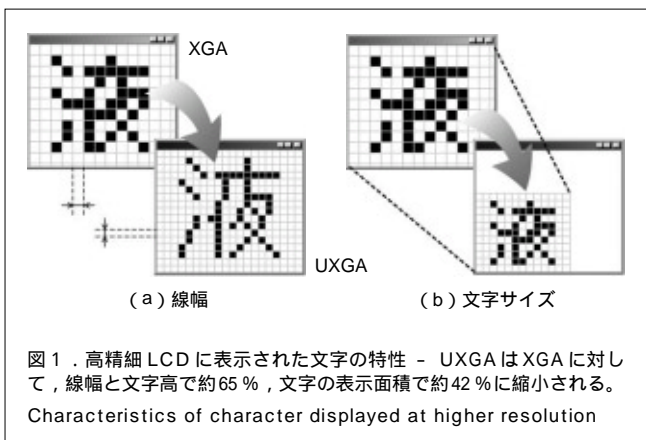 XGA
液
液
UXGA
(a)線幅
液
液
(b)文字サイズ
図1.高精細LCDに表示された文字の特性 - UXGAはXGAに対し
て,線幅と文字高で約65%,文字の表示面積で約42%に縮小される。
Characteristics of character displayed at higher resolution